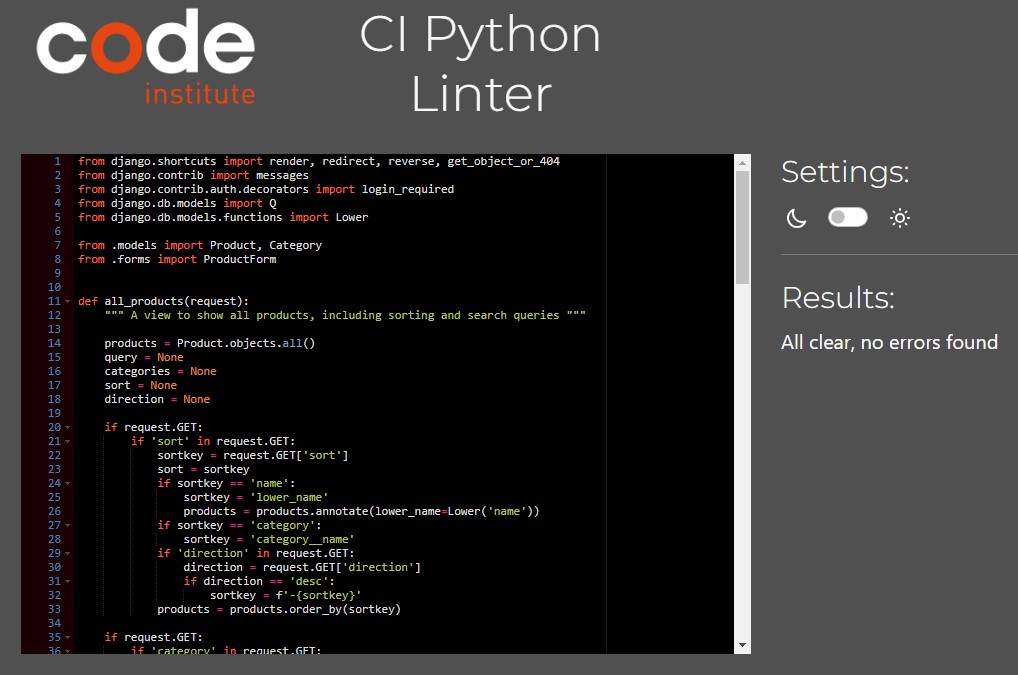 code
institute
CI Python
Linter
1 from django.shortcuts import render, redirect, reverse, get_object_or_404
2 from django.contrib import messages
3 from django.contrib.auth.decorators import login_required
4 from django.db.models import Q
5 from django.db.models.functions import Lower
6
7 from .models import Product, Category
8 from .forms import ProductForm
9
10
11 def all_products(request):
12     """ A view to show all products, including sorting and search queries """
13
14     products = Product.objects.all()
15     query = None
16     categories = None
17     sort = None
18     direction = None
19
20     if request.GET:
21         if 'sort' in request.GET:
22             sortkey = request.GET['sort']
23             sort = sortkey
24             if sortkey == 'name':
25                 sortkey = 'lower_name'
26                 products = products.annotate(lower_name=Lower('name'))
27             if sortkey == 'category':
28                 sortkey = 'category__name'
29             if 'direction' in request.GET:
30                 direction = request.GET['direction']
31                 if direction == 'desc':
32                     sortkey = f'-{sortkey}'
33             products = products.order_by(sortkey)
34
35     if request.GET:
36         if 'category' in request.GET:
Settings:
Results:
All clear, no errors found